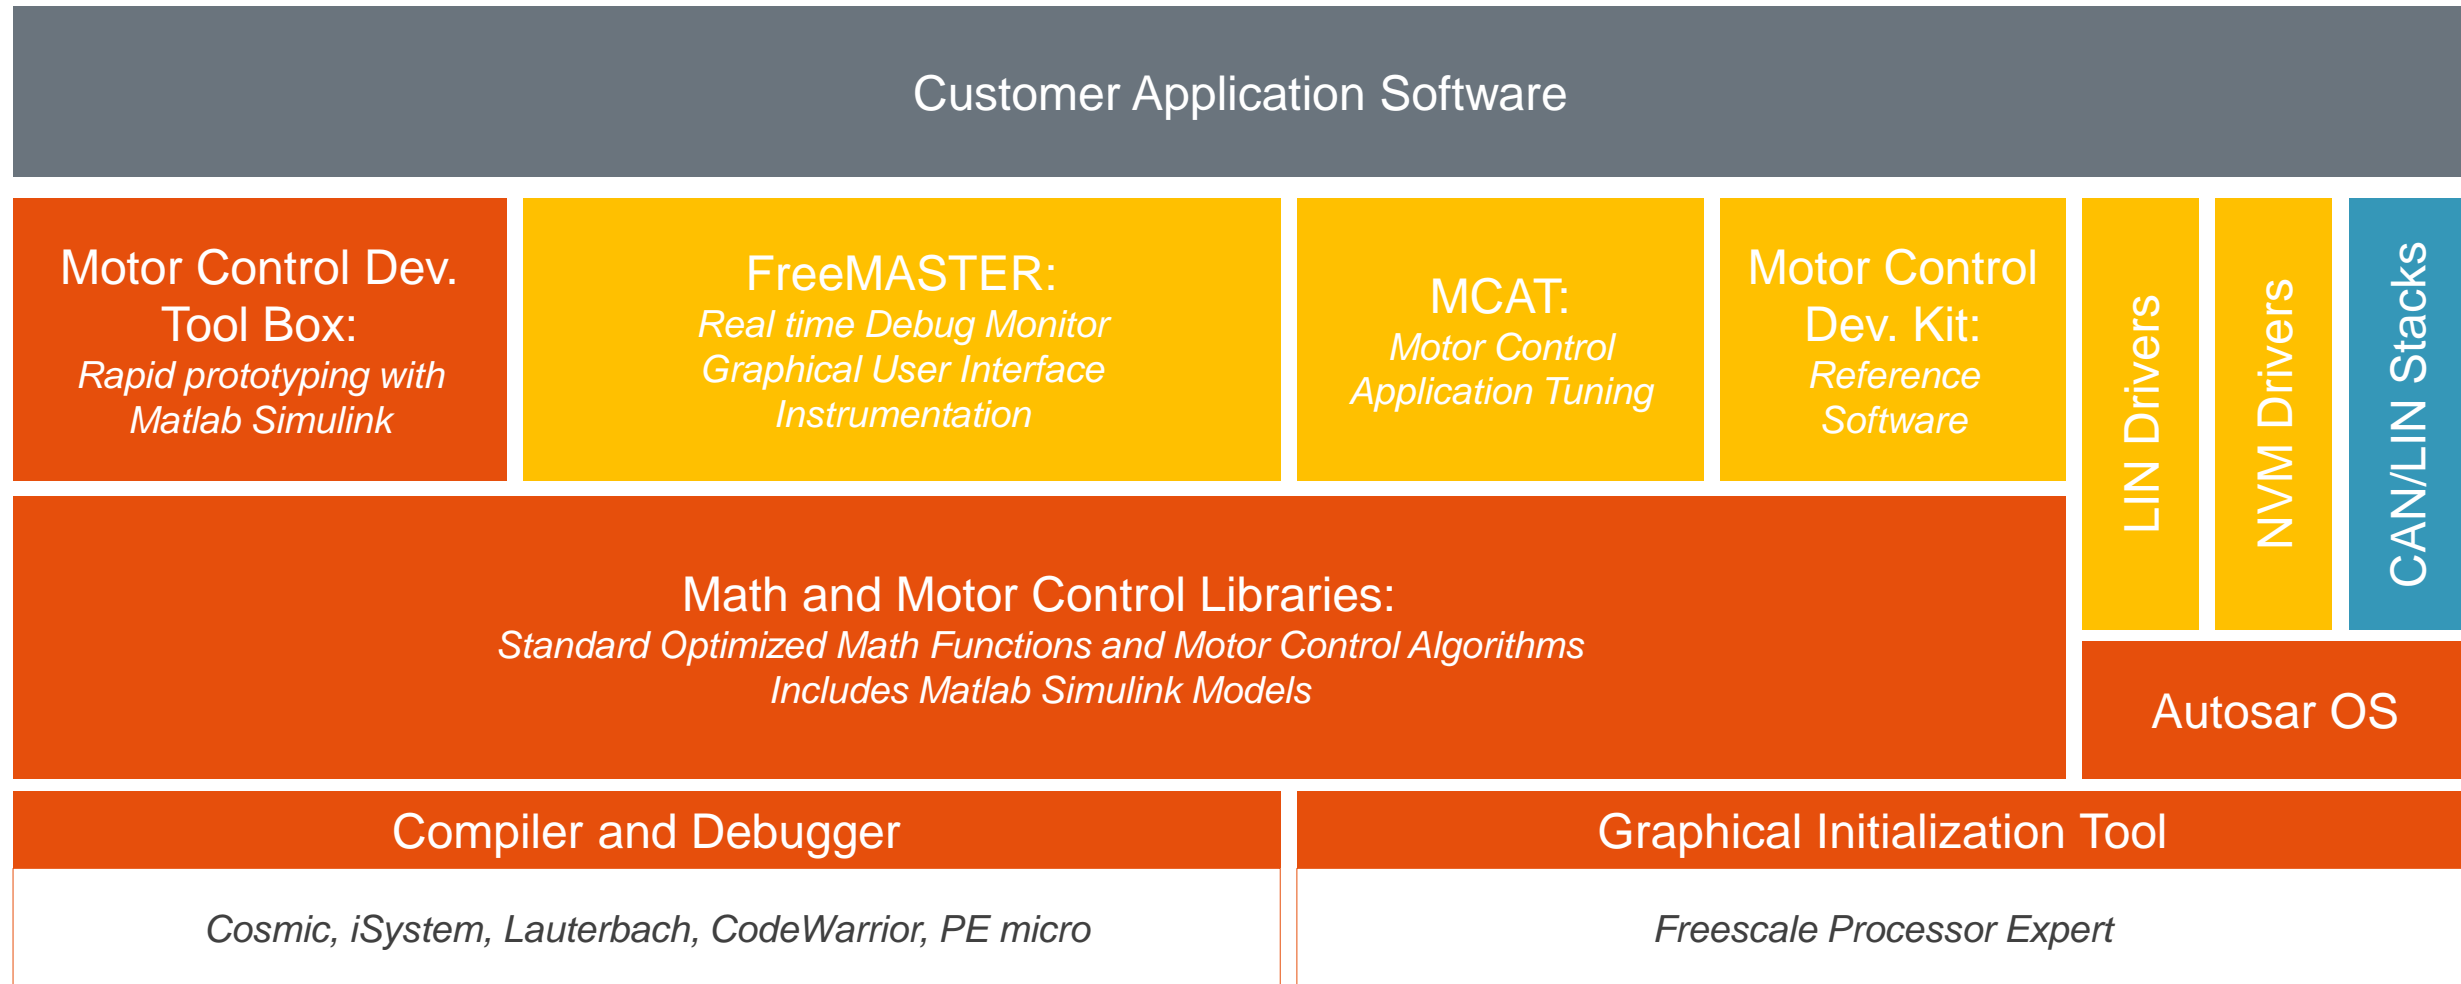 Customer Application Software
Motor Control Dev.
Tool Box:
Rapid prototyping with
Matlab Simulink
FreeMASTER:
Real time Debug Monitor
Graphical User Interface
Instrumentation
MCAT:
Motor Control
Application Tuning
Motor Control
Dev. Kit:
Reference
Software
LIN Drivers
NVM Drivers
CAN/LIN Stacks
Math and Motor Control Libraries:
Standard Optimized Math Functions and Motor Control Algorithms
Includes Matlab Simulink Models
Autosar OS
Compiler and Debugger
Graphical Initialization Tool
Cosmic, iSystem, Lauterbach, CodeWarrior, PE micro
Freescale Processor Expert